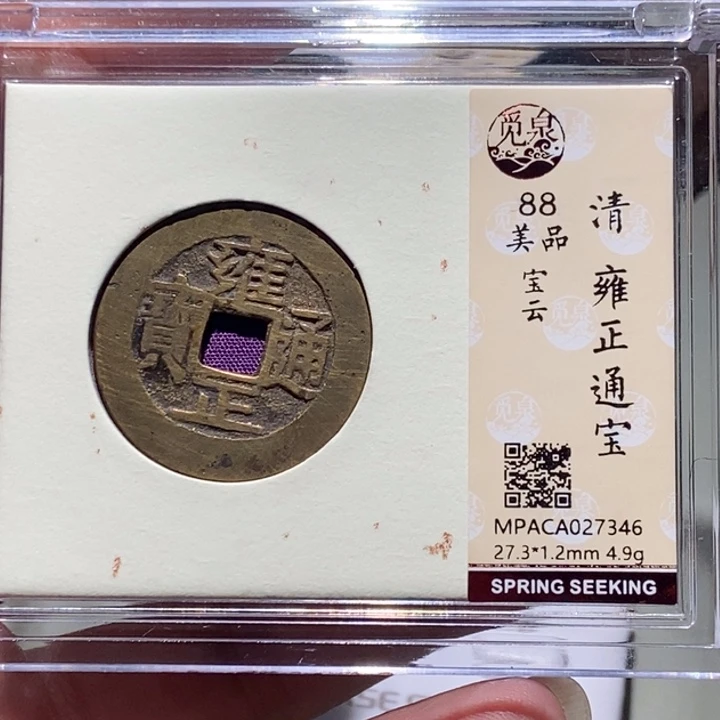 雍正通寶
觅泉
88
美品
宝云
清 雍正通宝
MPACA027346
27.3*1.2mm 4.9g
SPRING SEEKING